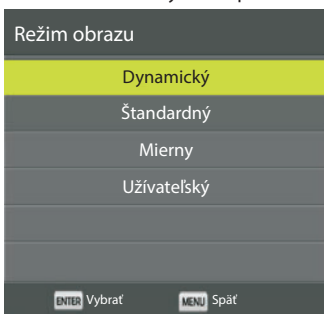 Režim obrazu
Dynamický
Štandardný
Mierny
Užívateľský
ENTER Vybrať MENU Späť